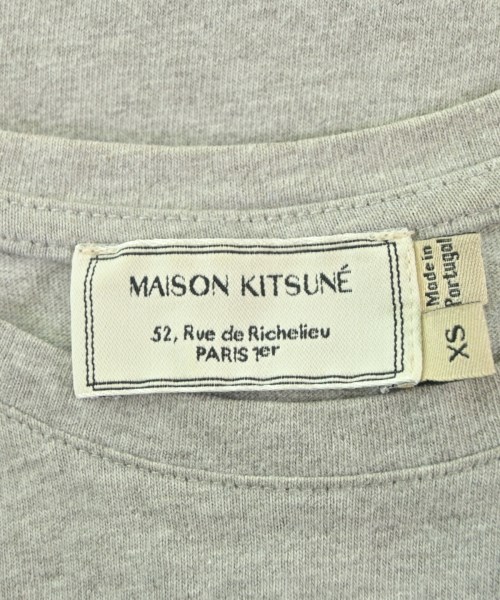 MAISON KITSUNÉ
52, Rue de Richelieu
PARIS 1er
Made in
Portugal
XS